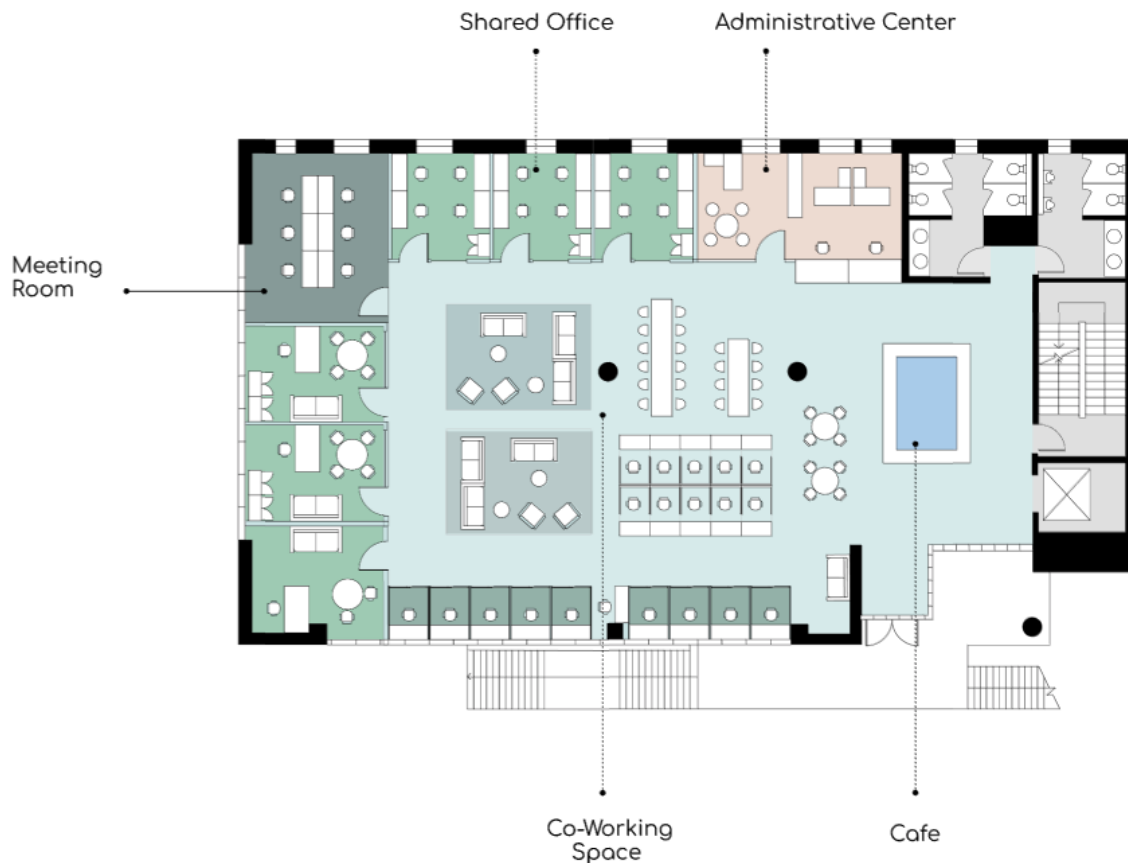 Shared Office
Administrative Center
Meeting
Room
Co-Working
Space
Cafe